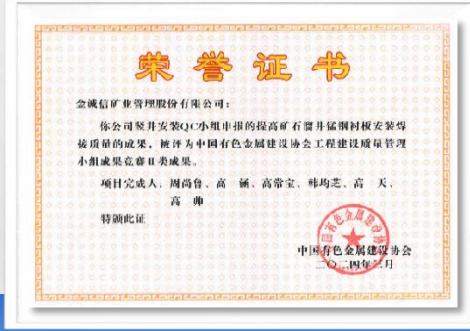 荣誉证书
金诚信矿业管理股份有限公司：
你公司竖井安装QC小组申报的提高矿石溜井锰钢衬板安装焊
接质量的成果，被评为中国有色金属建设协会工程建设质量管理
小组成果竞赛Ⅱ类成果。
项目完成人：周尚鲁、高 涵、高常宝、韩均芝、高 天、
高 帅
特颁此证
中国有色金属建设协会
二〇二四年三月